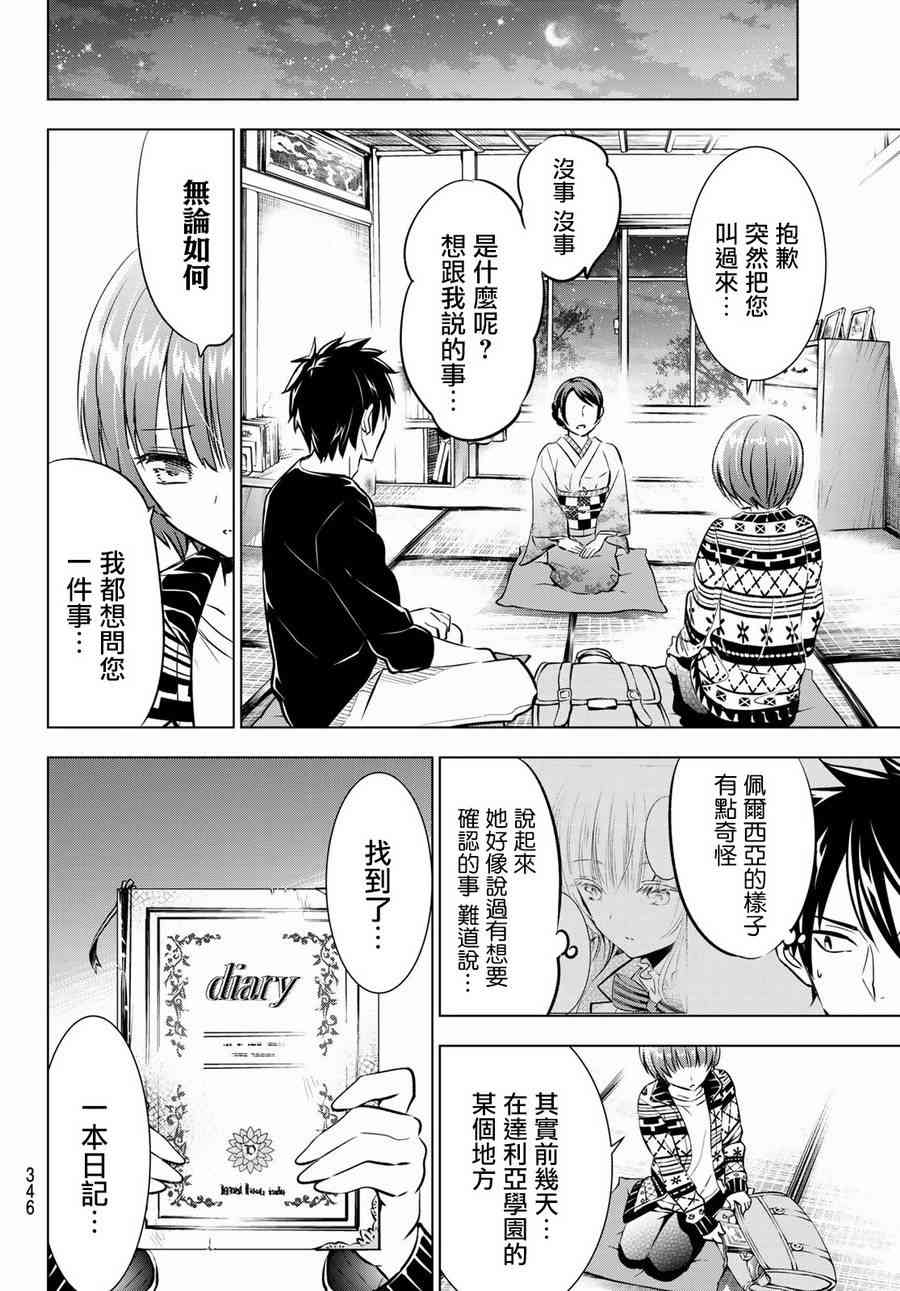 抱歉
突然把您
叫過來…
沒事 沒事
是什麼呢？
想跟我説的事…
無論如何
我都想問您
一件事…
佩爾西亞的樣子
有點奇怪
說起來
她好像說過有想要
確認的事 難道說…
其實前幾天…
在達利亞學園的
某個地方
找到了…
diary
一本日記…
346